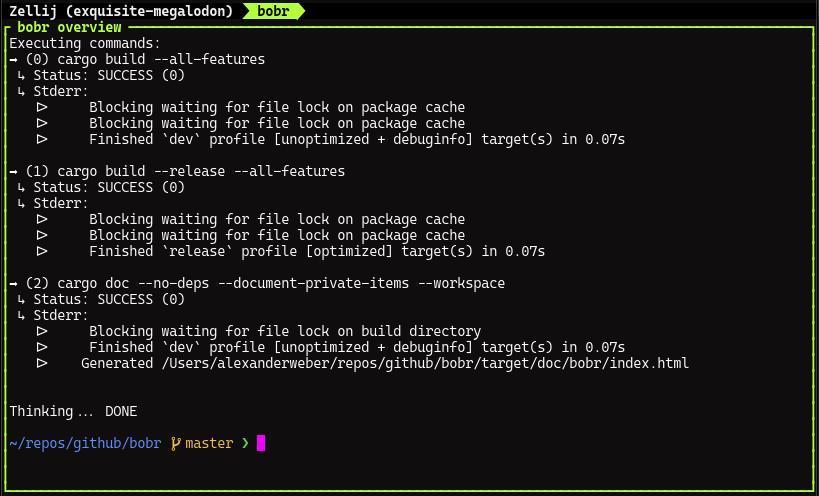 Zellij (exquisite-megalodon) bobr
bobr overview
Executing commands:
➡ (0) cargo build --all-features
↳ Status: SUCCESS (0)
↳ Stderr:
▷ Blocking waiting for file lock on package cache
▷ Blocking waiting for file lock on package cache
▷ Finished `dev` profile [unoptimized + debuginfo] target(s) in 0.07s
➡ (1) cargo build --release --all-features
↳ Status: SUCCESS (0)
↳ Stderr:
▷ Blocking waiting for file lock on package cache
▷ Blocking waiting for file lock on package cache
▷ Finished `release` profile [optimized] target(s) in 0.07s
➡ (2) cargo doc --no-deps --document-private-items --workspace
↳ Status: SUCCESS (0)
↳ Stderr:
▷ Blocking waiting for file lock on build directory
▷ Finished `dev` profile [unoptimized + debuginfo] target(s) in 0.07s
▷ Generated /Users/alexanderweber/repos/github/bobr/target/doc/bobr/index.html
Thinking... DONE
~/repos/github/bobr master ❯